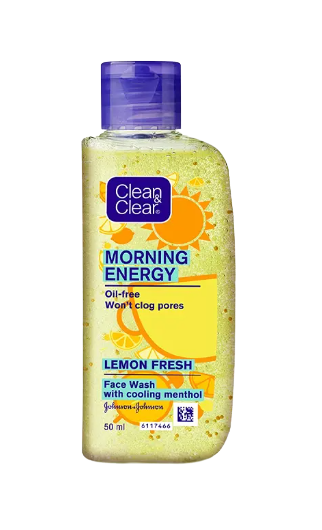 Clean &
Clear®
MORNING
ENERGY
Oil-free
Won't clog pores
LEMON FRESH
Face Wash
with cooling menthol
Johnson+Johnson
50 ml
6117466